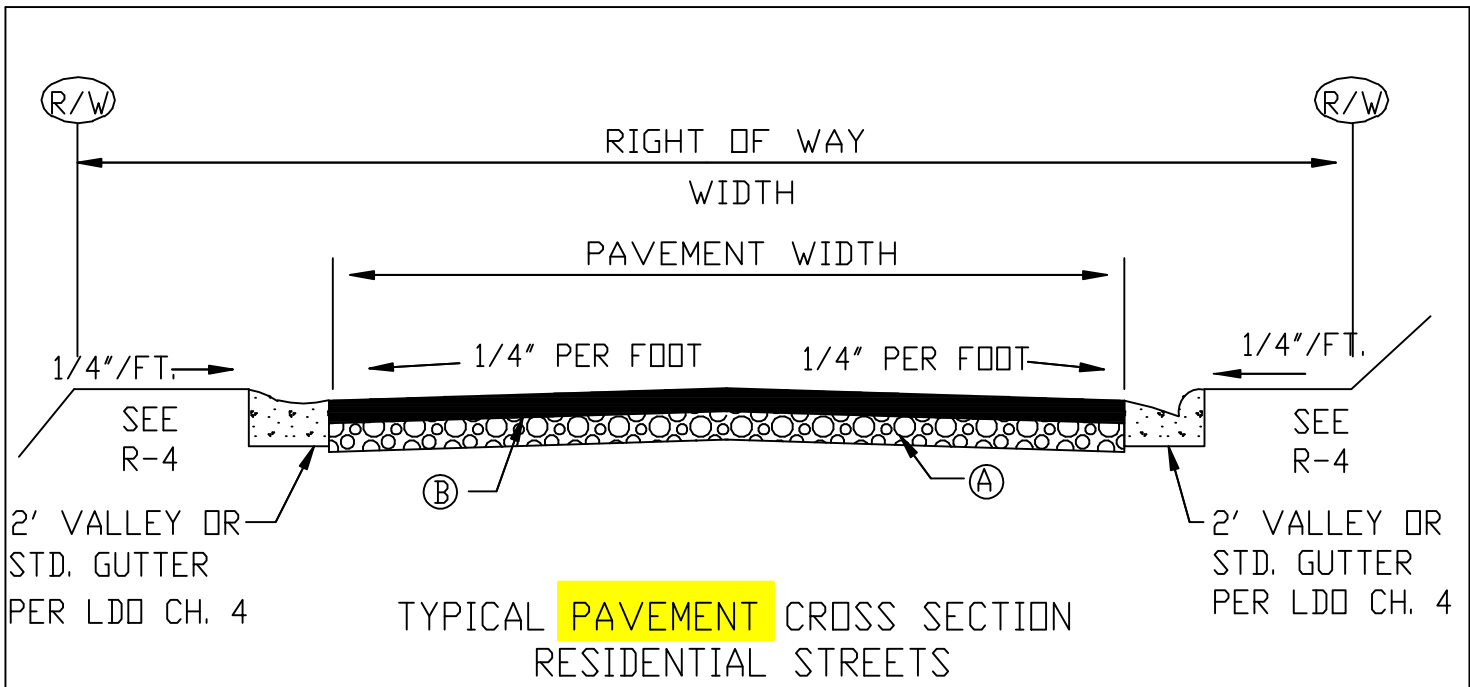 R/W
R/W
RIGHT OF WAY
WIDTH
PAVEMENT WIDTH
1/4" PER FOOT
1/4" PER FOOT
1/4"/FT.
1/4"/FT.
SEE
R-4
SEE
R-4
B
A
2' VALLEY OR
STD. GUTTER
PER LDO CH. 4
2' VALLEY OR
STD. GUTTER
PER LDO CH. 4
TYPICAL PAVEMENT CROSS SECTION
RESIDENTIAL STREETS